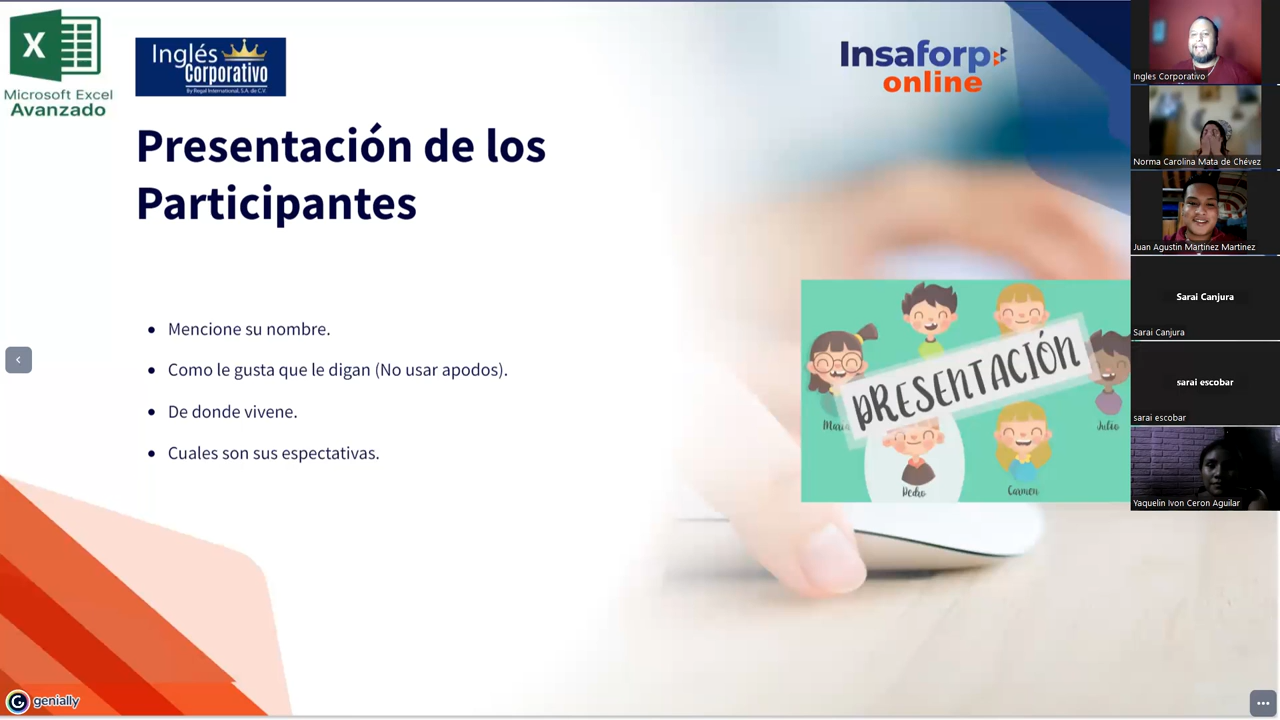 Microsoft Excel
Avanzado
Inglés
Corporativo
By Regal International, S.A. de C.V.
Insaforp
online
Presentación de los
Participantes
Mencione su nombre.
Como le gusta que le digan (No usar apodos).
De donde vivene.
Cuales son sus espectativas.
PRESENTACIÓN
María
Julio
Pedro
Carmen
Ingles Corporativo
Norma Carolina Mata de Chévez
Juan Agustin Martinez Martinez
Sarai Canjura
Sarai Canjura
sarai escobar
sarai escobar
Yaquelin Ivon Ceron Aguilar
genially